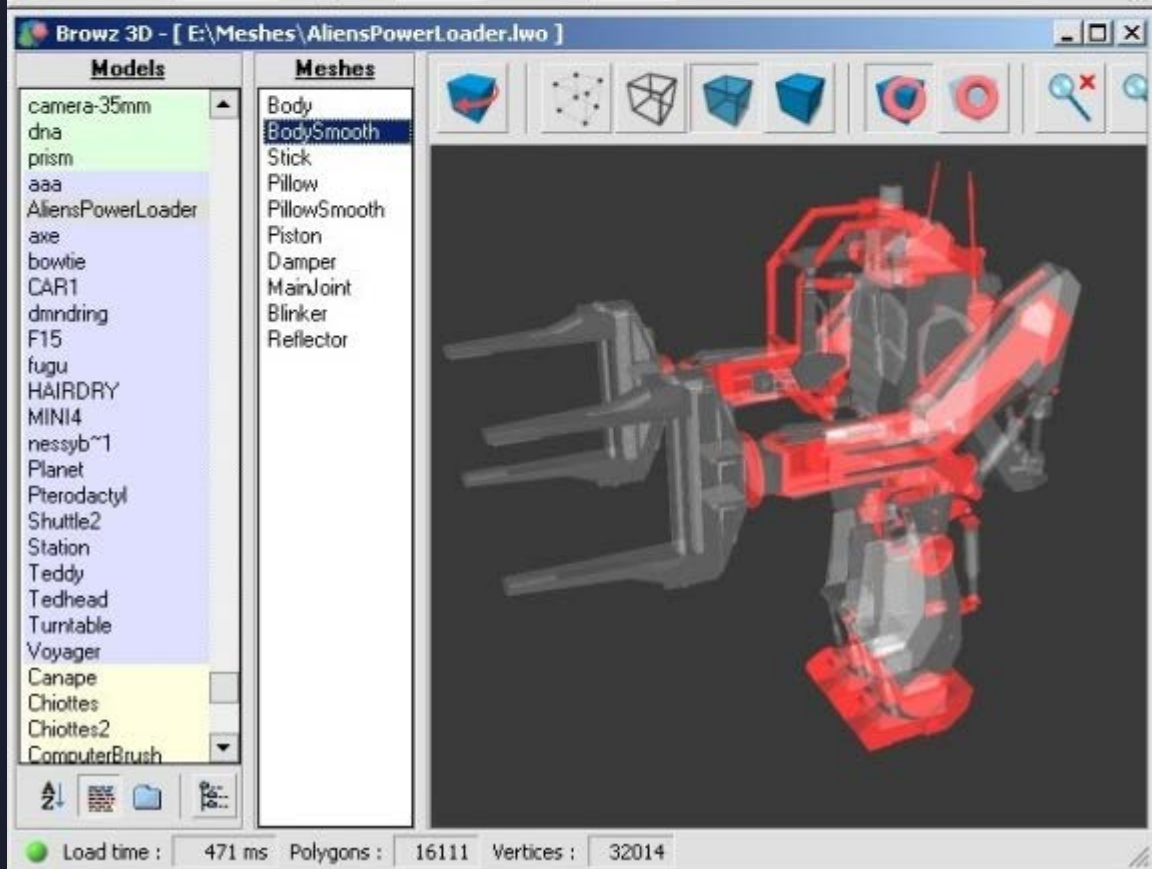 Browz 3D - [ E:\Meshes\AliensPowerLoader.lwo ]
Models
camera-35mm
dna
prism
aaa
AliensPowerLoader
axe
bowtie
CAR1
dmndring
F15
fugu
HAIRDRY
MINI4
nessyb~1
Planet
Pterodactyl
Shuttle2
Station
Teddy
Tedhead
Turntable
Voyager
Canape
Chiottes
Chiottes2
ComputerBrush
Meshes
Body
BodySmooth
Stick
Pillow
PillowSmooth
Piston
Damper
MainJoint
Blinker
Reflector
A
Z
Load time : 471 ms Polygons : 16111 Vertices : 32014